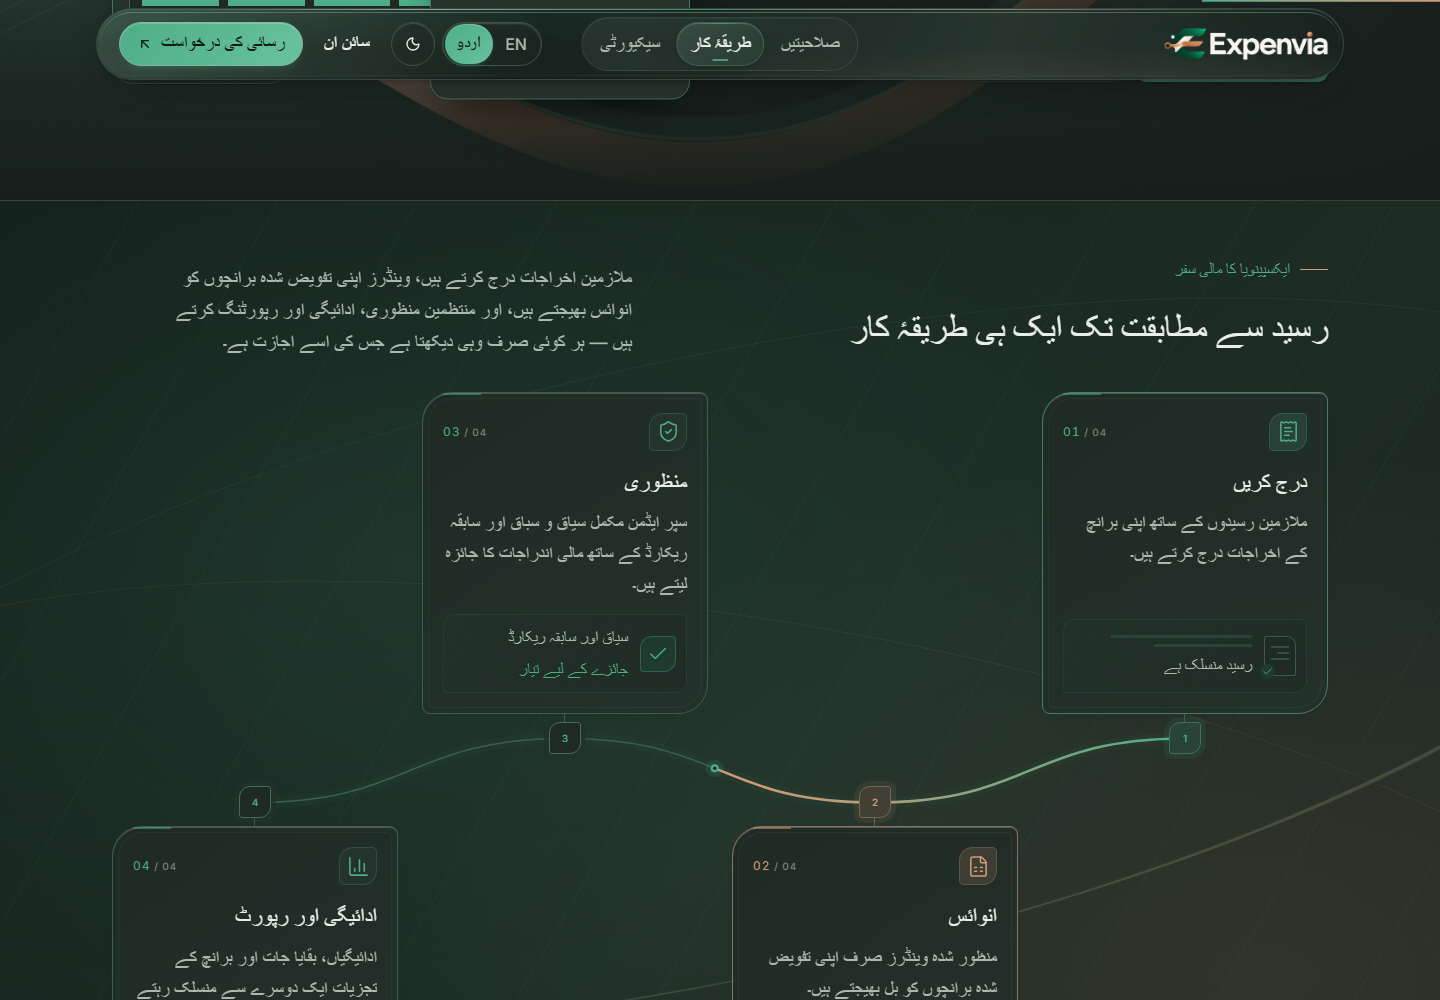 Expenvia
صلاحیتیں
طریقۂ کار
سیکیورٹی
EN
اردو
سائن ان
رسائی کی درخواست
ایکسپینویا کا مالی سفر
رسید سے مطابقت تک ایک ہی طریقۂ کار
ملازمین اخراجات درج کرتے ہیں، وینڈرز اپنی تفویض شدہ برانچوں کو
انوائس بھیجتے ہیں، اور منتظمین منظوری، ادائیگی اور رپورٹنگ کرتے
ہیں — ہر کوئی صرف وہی دیکھتا ہے جس کی اسے اجازت ہے۔
01 / 04
درج کریں
ملازمین رسیدوں کے ساتھ اپنی برانچ
کے اخراجات درج کرتے ہیں۔
رسید منسلک ہے
03 / 04
منظوری
سپر ایڈمن مکمل سیاق و سباق اور سابقہ
ریکارڈ کے ساتھ مالی اندراجات کا جائزہ
لیتے ہیں۔
سیاق اور سابقہ ریکارڈ
جائزے کے لیے تیار
1
2
3
4
02 / 04
انوائس
منظور شدہ وینڈرز صرف اپنی تفویض
شدہ برانچوں کو بل بھیجتے ہیں۔
04 / 04
ادائیگی اور رپورٹ
ادائیگیاں، بقایا جات اور برانچ کے
تجزیات ایک دوسرے سے منسلک رہتے